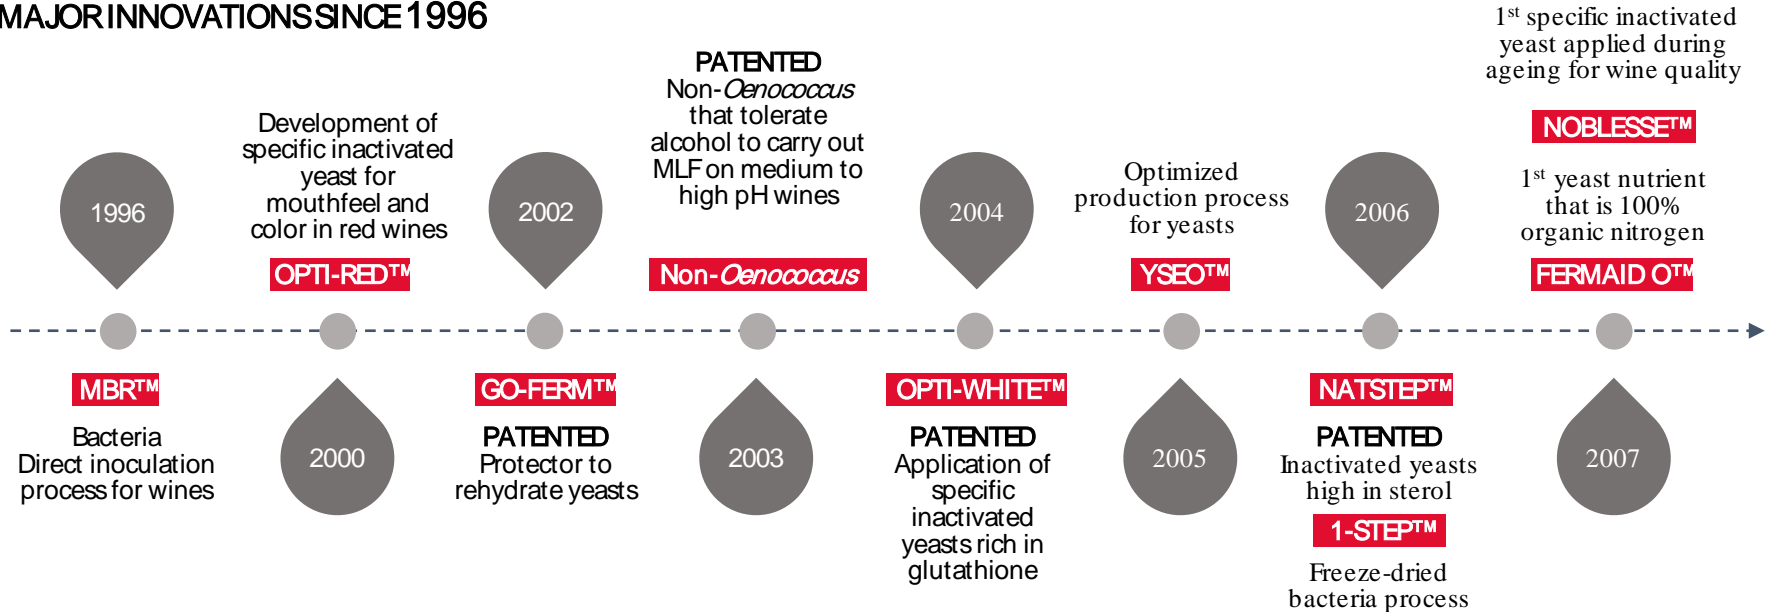 MAJOR INNOVATIONS SINCE 1996
1996
MBR™
Bacteria
Direct inoculation
process for wines
Development of
specific inactivated
yeast for
mouthfeel and
color in red wines
OPTI-RED™
2000
2002
GO-FERM™
PATENTED
Protector to
rehydrate yeasts
PATENTED
Non-Oenococcus
that tolerate
alcohol to carry out
MLF on medium to
high pH wines
Non-Oenococcus
2003
2004
OPTI-WHITE™
PATENTED
Application of
specific
inactivated
yeasts rich in
glutathione
Optimized
production process
for yeasts
YSEO™
2005
2006
NATSTEP™
PATENTED
Inactivated yeasts
high in sterol
1-STEP™
Freeze-dried
bacteria process
1st specific inactivated
yeast applied during
ageing for wine quality
NOBLESSE™
1st yeast nutrient
that is 100%
organic nitrogen
FERMAID O™
2007